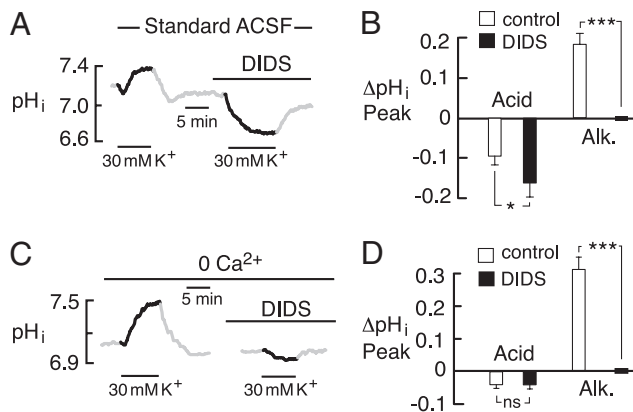 A
Standard ACSF
DIDS
7.4
7.0
6.6
pHi
5 min
30 mM K+
30 mM K+
B
control
DIDS
***
0.2
0.1
0
-0.1
-0.2
ΔpHi
Peak
Acid
Alk.
*
C
0 Ca2+
5 min
DIDS
7.5
6.9
pHi
30 mM K+
30 mM K+
D
control
DIDS
***
0.3
0.2
0.1
0
-0.1
ΔpHi
Peak
Acid
Alk.
ns